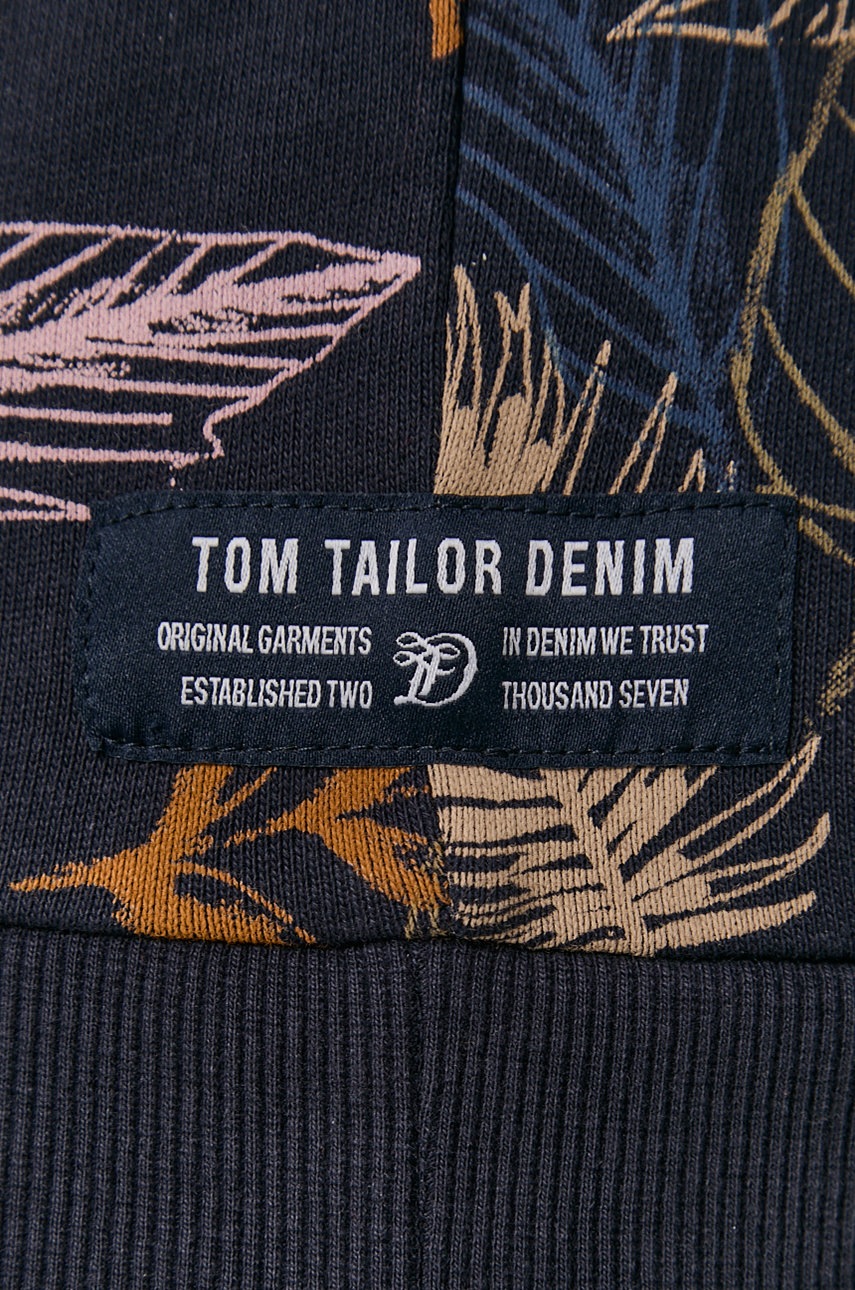 TOM TAILOR DENIM
ORIGINAL GARMENTS IN DENIM WE TRUST
ESTABLISHED TWO THOUSAND SEVEN